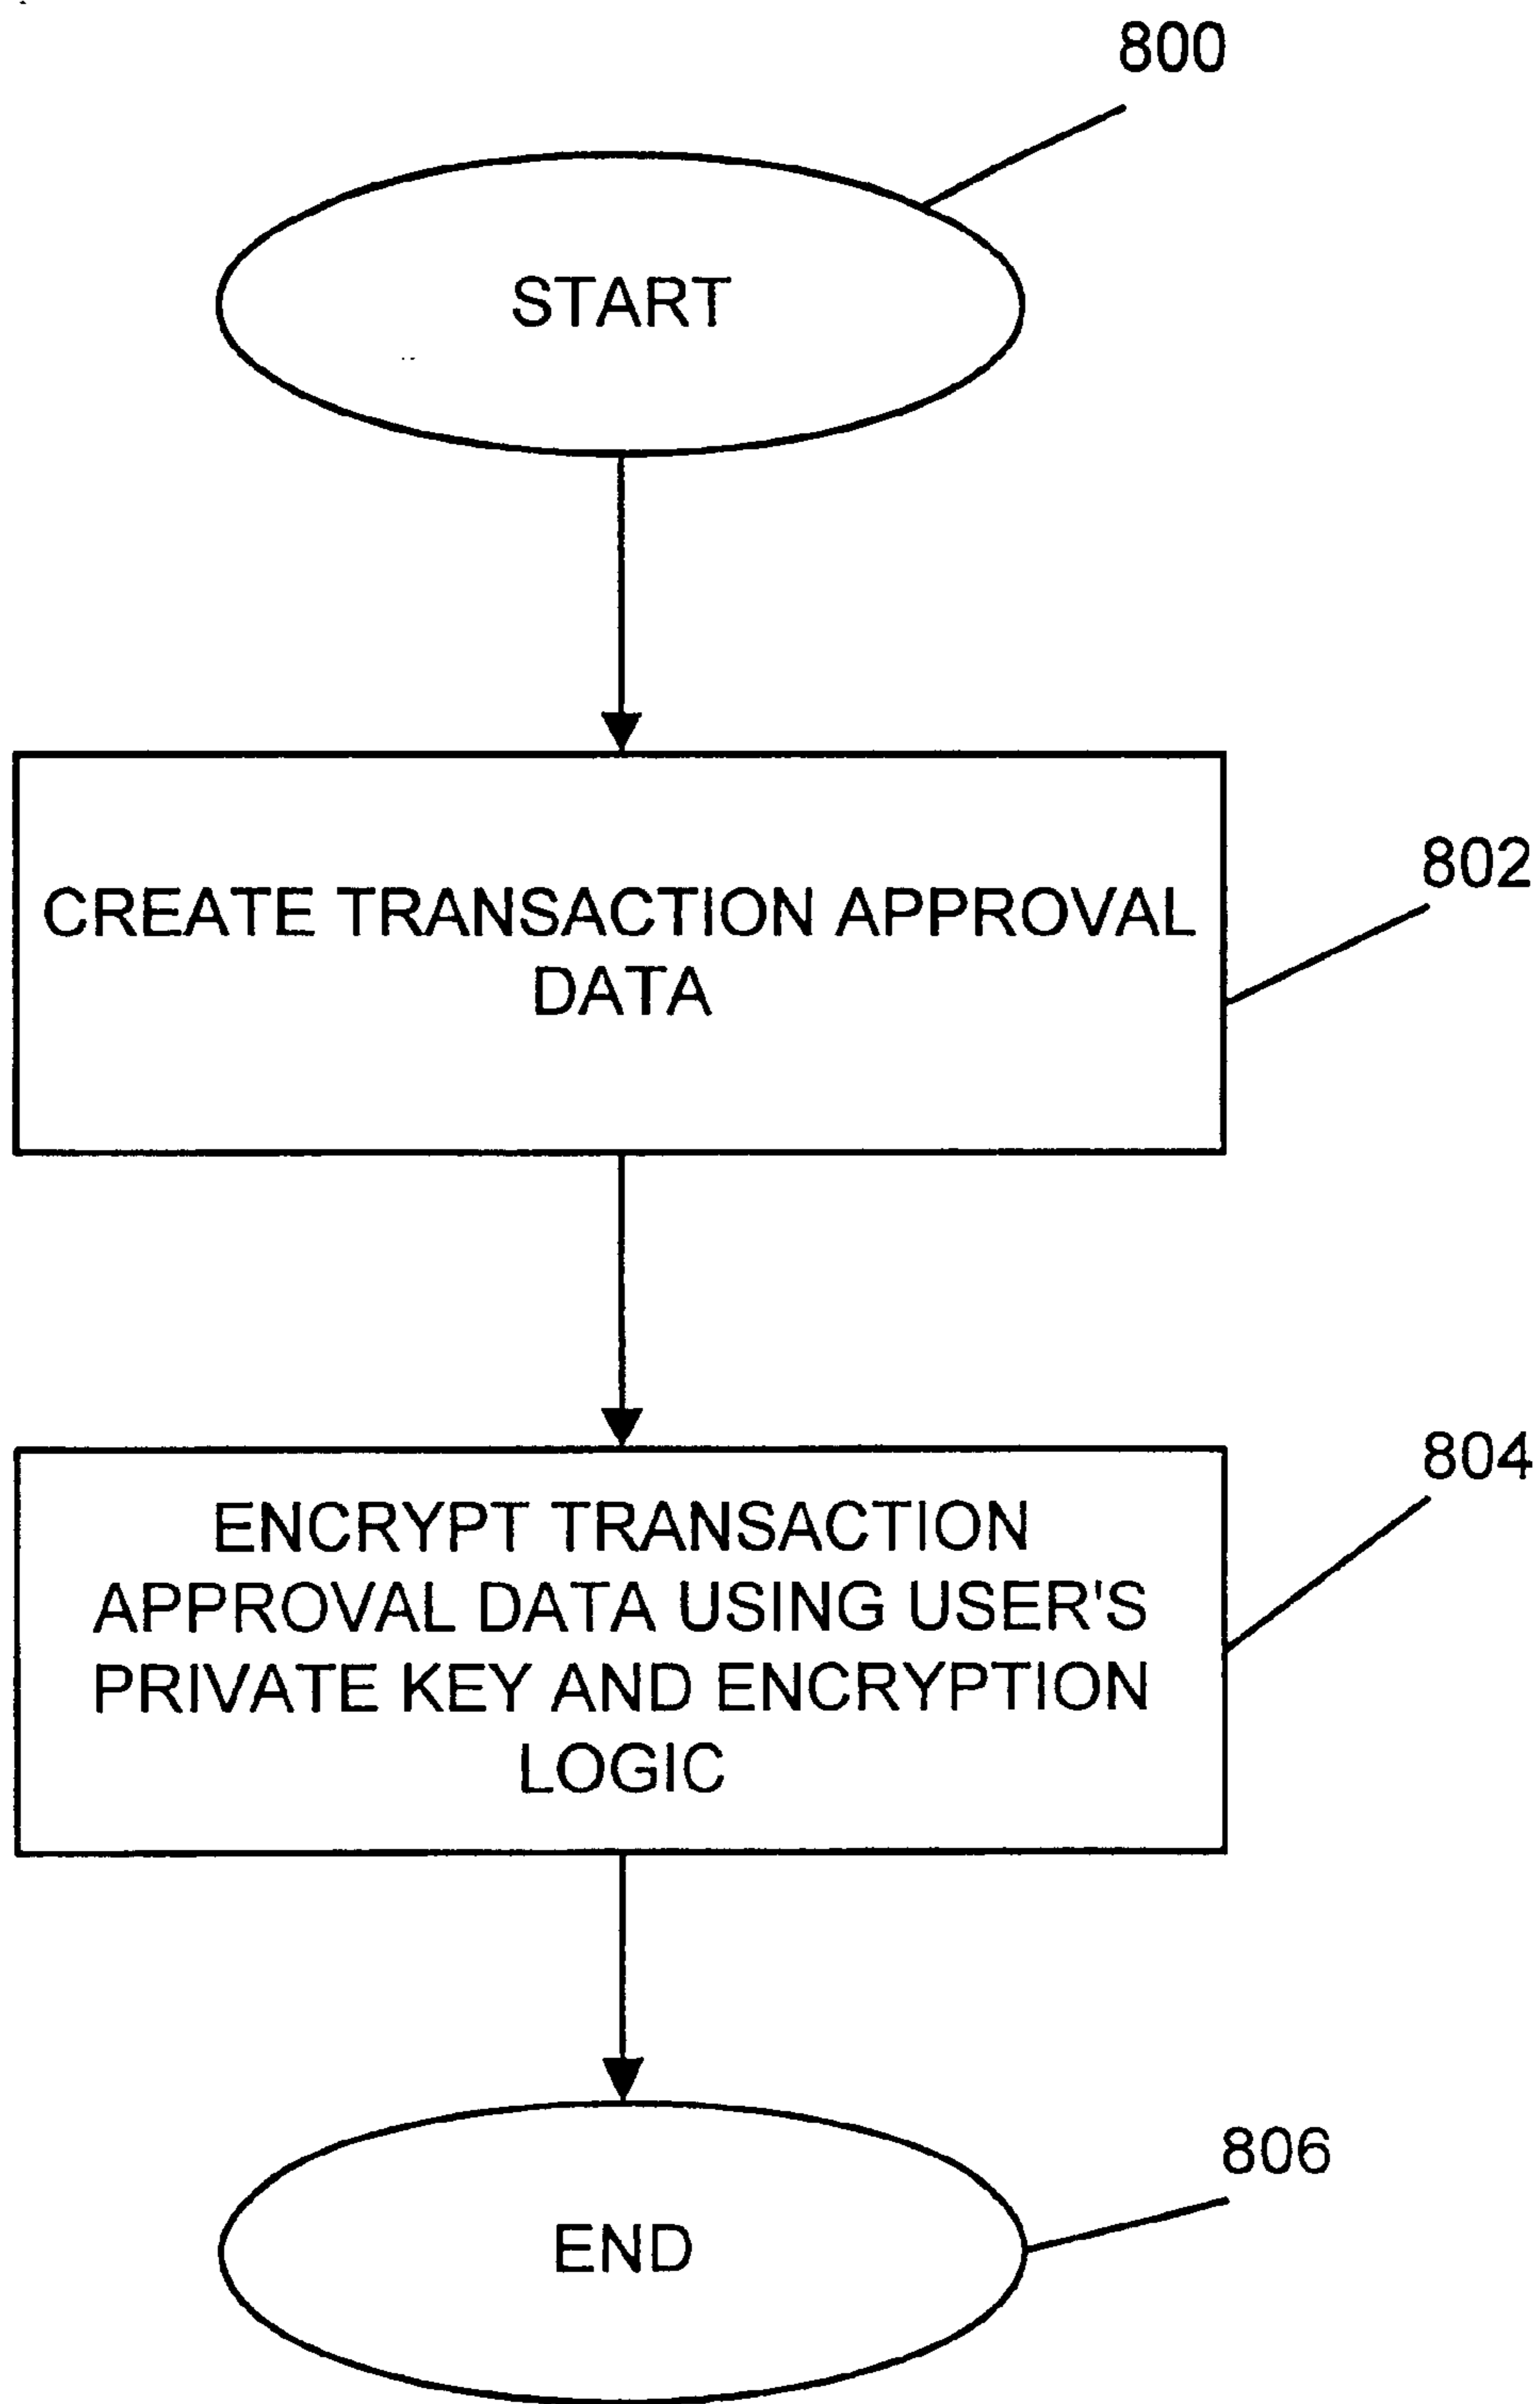 800
START
802
CREATE TRANSACTION APPROVAL
DATA
804
ENCRYPT TRANSACTION
APPROVAL DATA USING USER'S
PRIVATE KEY AND ENCRYPTION
LOGIC
806
END